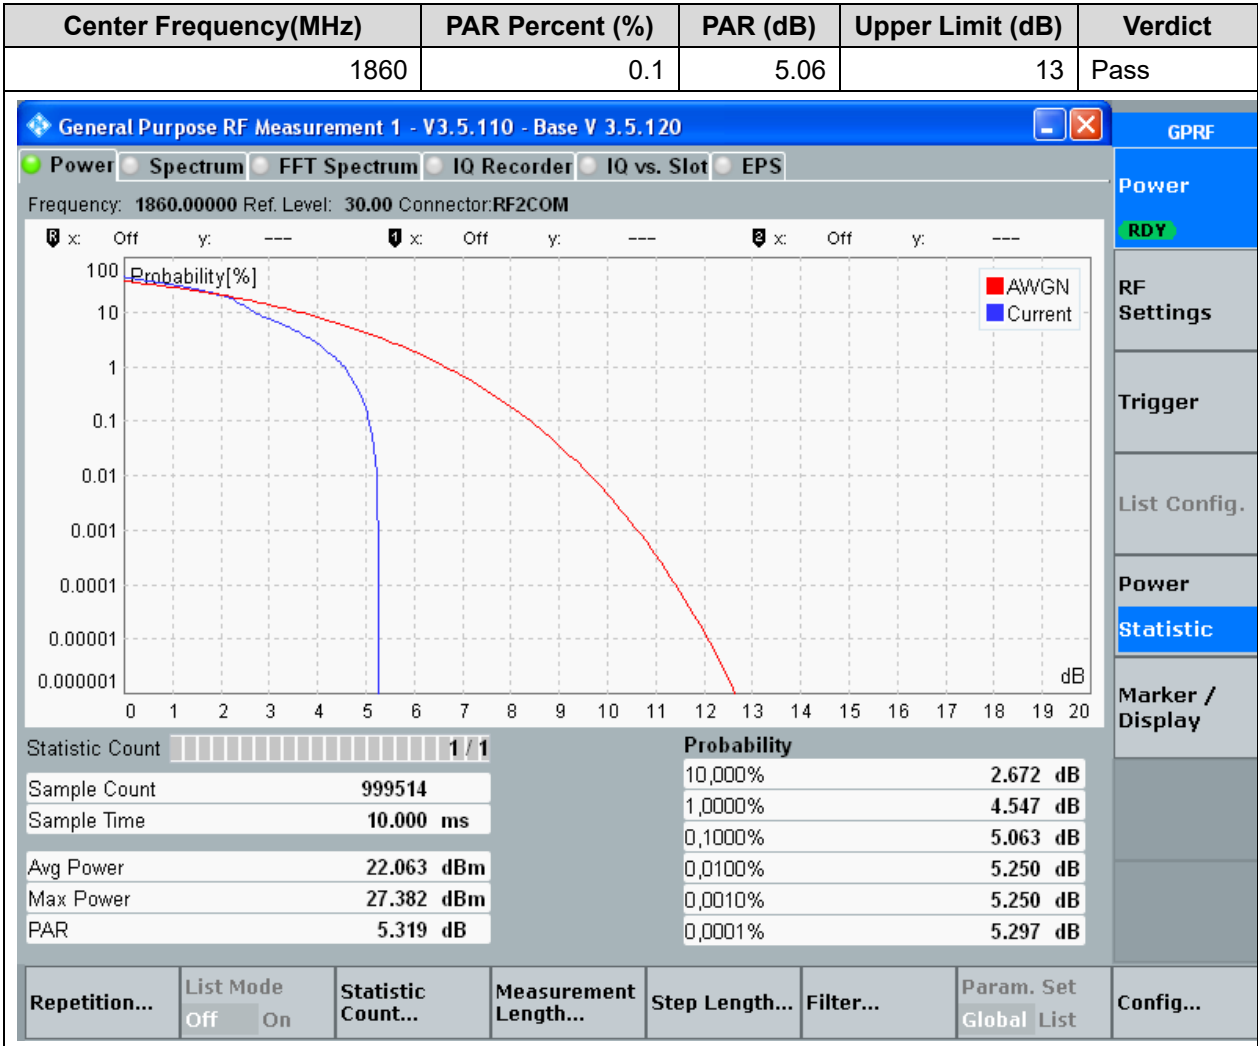 Center Frequency(MHz) PAR Percent (%) PAR (dB) Upper Limit (dB) Verdict
1860 0.1 5.06 13 Pass
General Purpose RF Measurement 1 - V3.5.110 - Base V 3.5.120
GPRF
Power Spectrum FFT Spectrum IQ Recorder IQ vs. Slot EPS
Frequency: 1860.00000 Ref. Level: 30.00 Connector:RF2COM
R x: Off y: --- 1 x: Off y: --- 2 x: Off y: ---
Probability[%]
AWGN
Current
100
10
1
0.1
0.01
0.001
0.0001
0.00001
0.000001
dB
0 1 2 3 4 5 6 7 8 9 10 11 12 13 14 15 16 17 18 19 20
Statistic Count 1 / 1
Sample Count 999514
Sample Time 10.000 ms
Avg Power 22.063 dBm
Max Power 27.382 dBm
PAR 5.319 dB
Probability
10,000% 2.672 dB
1,0000% 4.547 dB
0,1000% 5.063 dB
0,0100% 5.250 dB
0,0010% 5.250 dB
0,0001% 5.297 dB
Power
RDY
RF
Settings
Trigger
List Config.
Power
Statistic
Marker /
Display
Repetition...
List Mode
Off On
Statistic
Count...
Measurement
Length...
Step Length...
Filter...
Param. Set
Global List
Config...